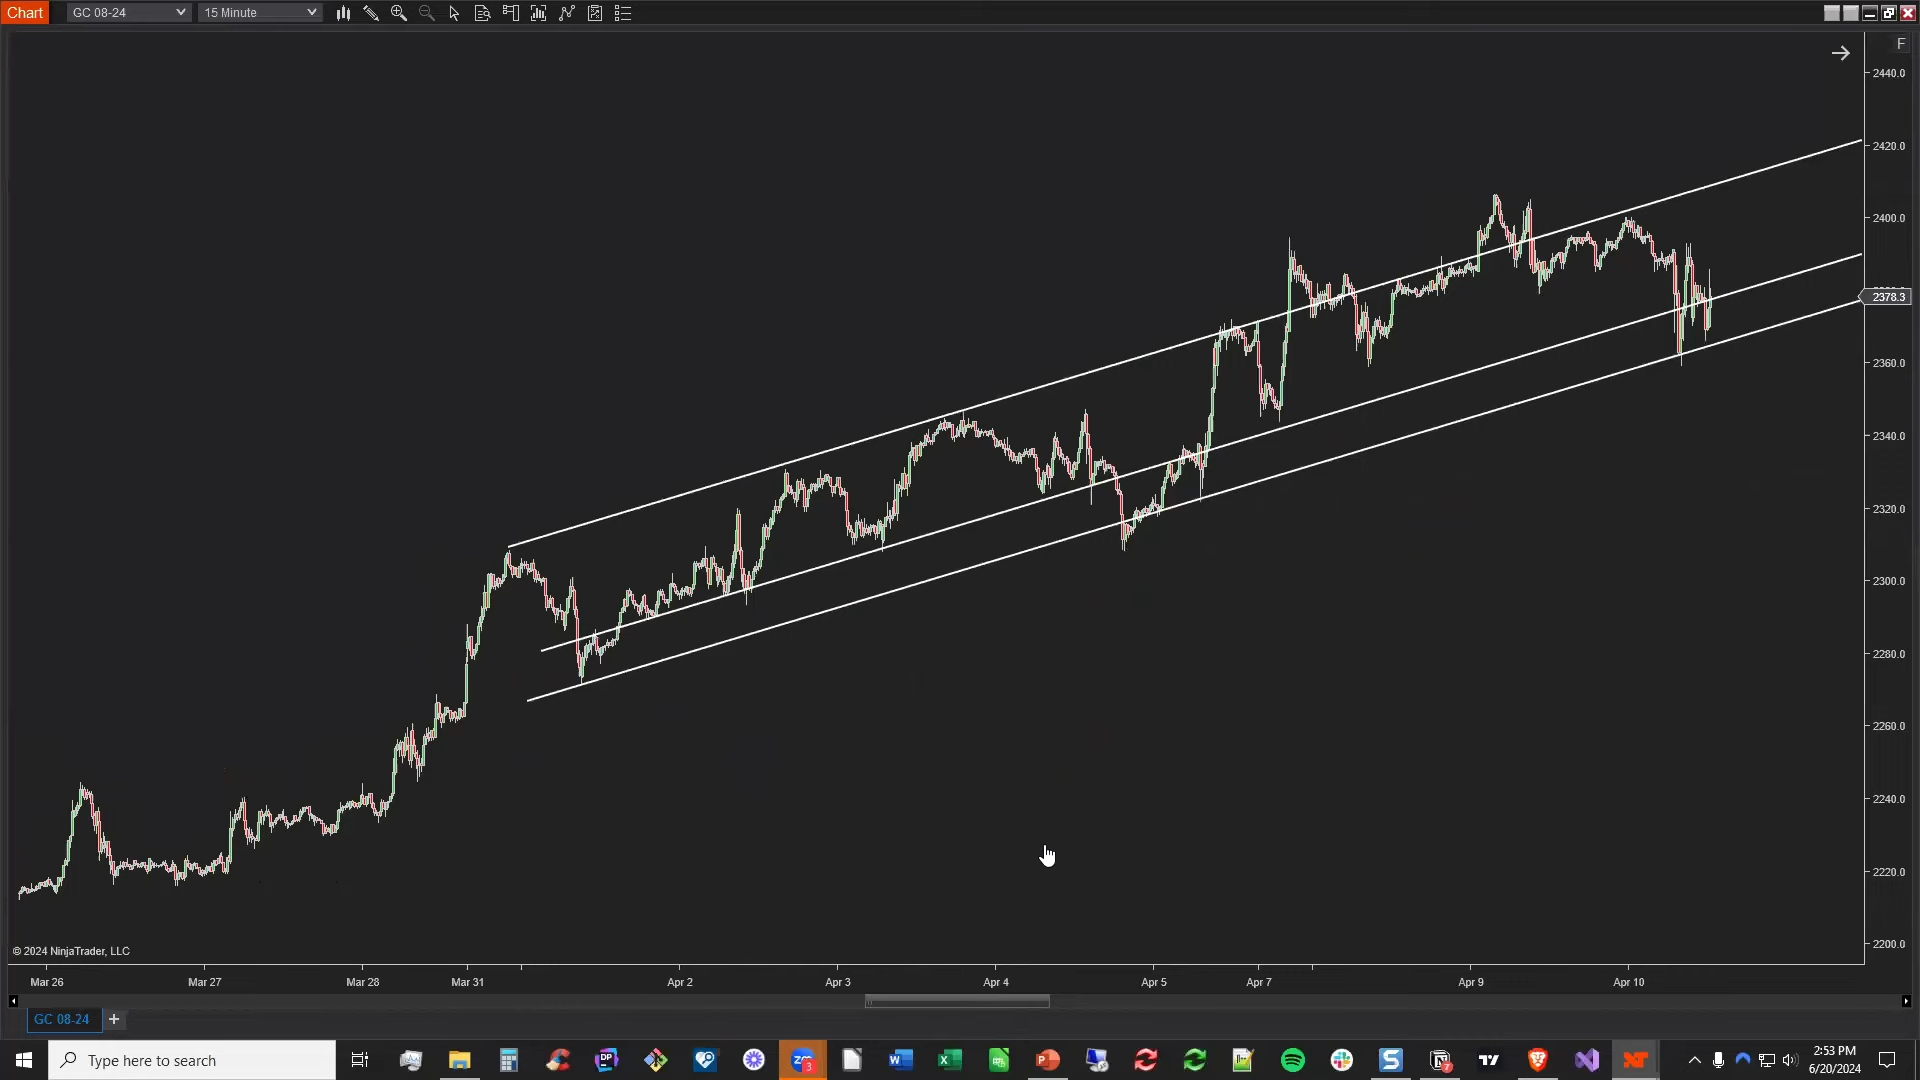 Chart GC 08-24 15 Minute
F
2440.0
2420.0
2400.0
2378.3
2360.0
2340.0
2320.0
2300.0
2280.0
2260.0
2240.0
2220.0
2200.0
© 2024 NinjaTrader, LLC
Mar 26 Mar 27 Mar 28 Mar 31 Apr 2 Apr 3 Apr 4 Apr 5 Apr 7 Apr 9 Apr 10
GC 08-24 +
Type here to search
2:53 PM
6/20/2024